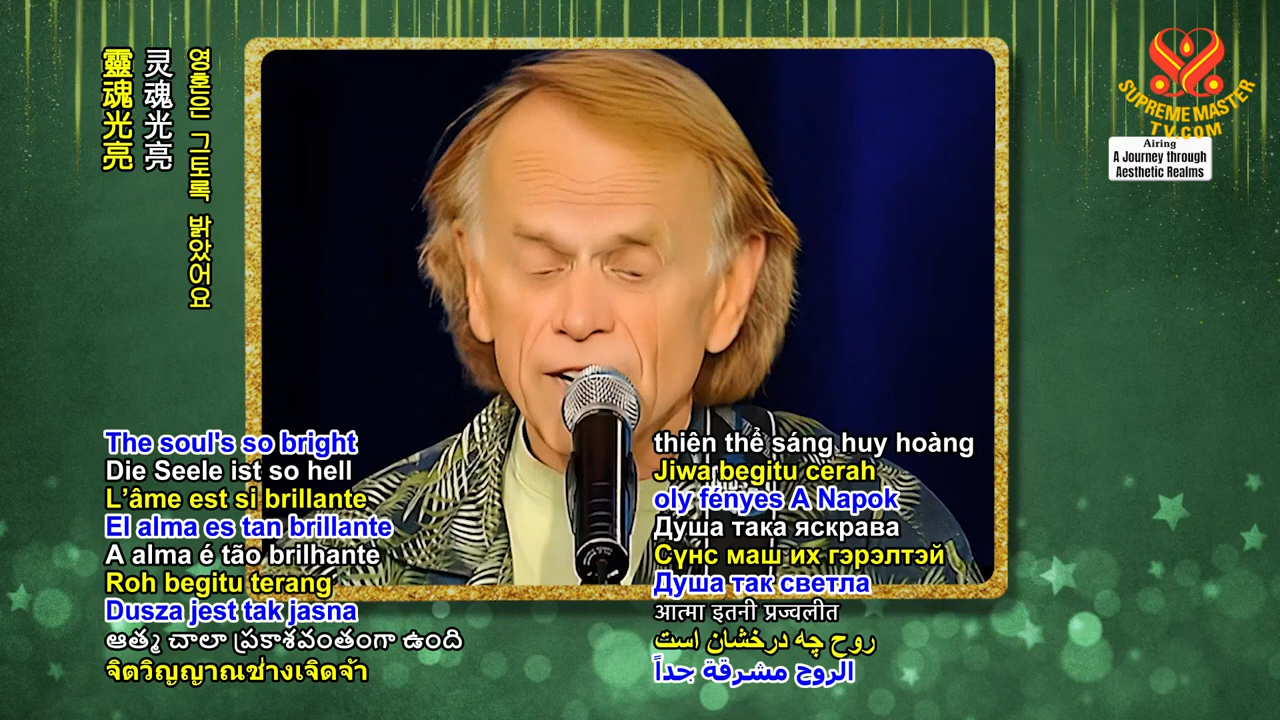 靈魂光亮
灵魂光亮
영혼은 그토록 밝았어요
SUPREME MASTER
TV.COM
Airing
A Journey through
Aesthetic Realms
The soul's so bright
Die Seele ist so hell
L'âme est si brillante
El alma es tan brillante
A alma é tão brilhante
Roh begitu terang
Dusza jest tak jasna
ఆత్మ చాలా ప్రకాశవంతంగా ఉంది
จิตวิญญาณช่างเจิดจ้า
thiên thể sáng huy hoàng
Jiwa begitu cerah
oly fényes A Napok
Душа така яскрава
Сүнс маш их гэрэлтэй
Душа так светла
आत्मा इतनी प्रज्वलीत
روح چه درخشان است
الروح مشرقة جداً